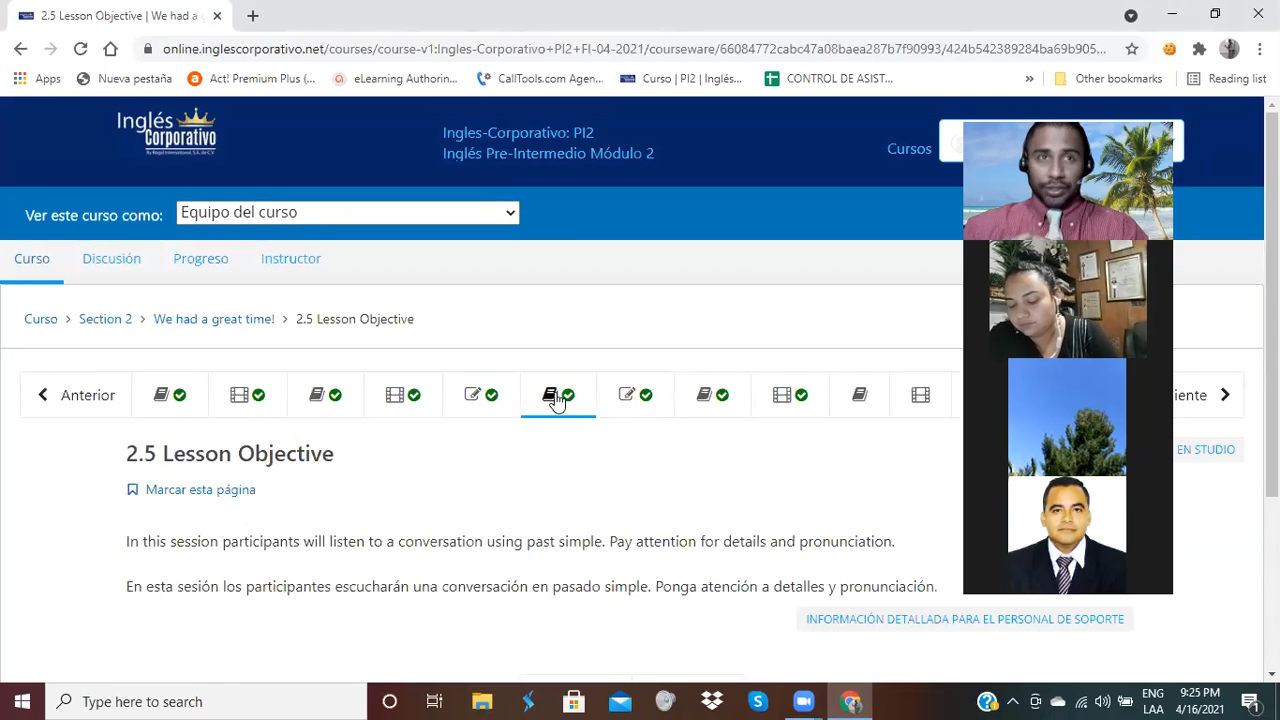 2.5 Lesson Objective | We had a g
online.inglescorporativo.net/courses/course-v1:Ingles-Corporativo+PI2+FI-04-2021/courseware/66084772cabc47a08baea287b7f90993/424b542389284ba69b905...
Apps Nueva pestaña Act! Premium Plus (... eLearning Authorin... CallTools.com Agen... Curso | PI2 | Inglés... CONTROL DE ASIST... » Other bookmarks Reading list
Inglés
Corporativo
By Regal International, S.A. de C.V.
Ingles-Corporativo: PI2
Inglés Pre-Intermedio Módulo 2
Cursos
Ver este curso como: Equipo del curso
Curso Discusión Progreso Instructor
Curso > Section 2 > We had a great time! > 2.5 Lesson Objective
Anterior iente
2.5 Lesson Objective
EN STUDIO
Marcar esta página
In this session participants will listen to a conversation using past simple. Pay attention for details and pronunciation.
En esta sesión los participantes escucharán una conversación en pasado simple. Ponga atención a detalles y pronunciación.
INFORMACIÓN DETALLADA PARA EL PERSONAL DE SOPORTE
Type here to search
ENG
LAA
9:25 PM
4/16/2021
1